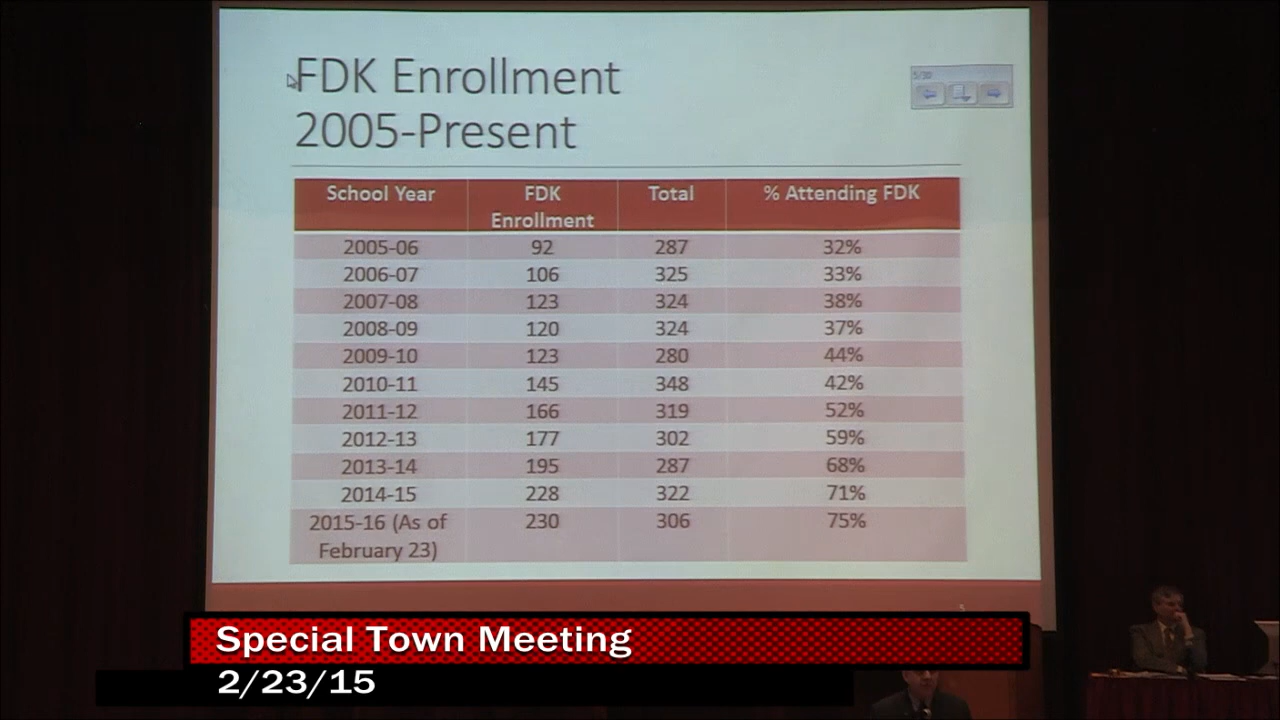 FDK Enrollment
2005-Present
5/30
School Year FDK Enrollment Total % Attending FDK
2005-06 92 287 32%
2006-07 106 325 33%
2007-08 123 324 38%
2008-09 120 324 37%
2009-10 123 280 44%
2010-11 145 348 42%
2011-12 166 319 52%
2012-13 177 302 59%
2013-14 195 287 68%
2014-15 228 322 71%
2015-16 (As of February 23) 230 306 75%
5
Special Town Meeting
2/23/15